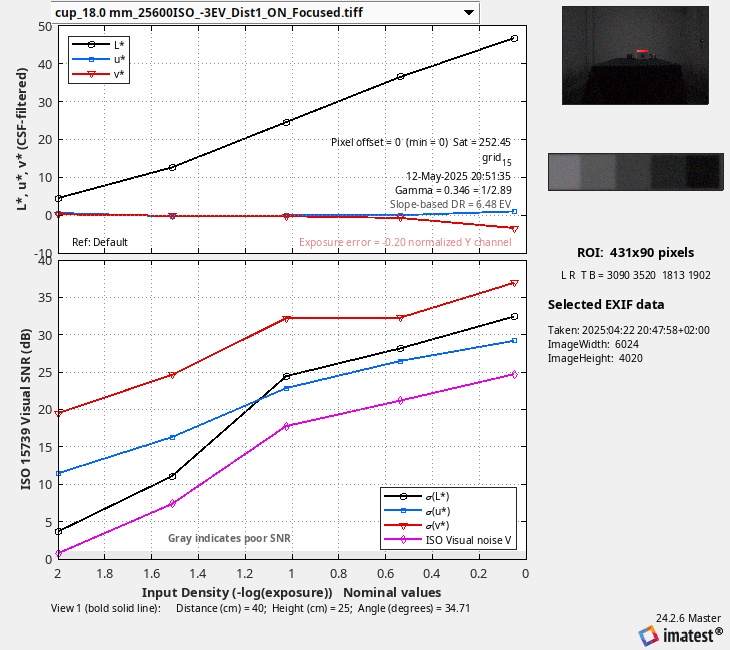 cup_18.0 mm_25600ISO_-3EV_Dist1_ON_Focused.tiff
L*, u*, v* (CSF-filtered)
50
40
30
20
10
0
-10
L*
u*
v*
Pixel offset = 0 (min = 0) Sat = 252.45
grid15
12-May-2025 20:51:35
Gamma = 0.346 = 1/2.89
Slope-based DR = 6.48 EV
Ref: Default
Exposure error = -0.20 normalized Y channel
ISO 15739 Visual SNR (dB)
40
35
30
25
20
15
10
5
0
σ(L*)
σ(u*)
σ(v*)
ISO Visual noise V
Gray indicates poor SNR
2 1.8 1.6 1.4 1.2 1 0.8 0.6 0.4 0.2 0
Input Density (-log(exposure)) Nominal values
View 1 (bold solid line): Distance (cm) = 40; Height (cm) = 25; Angle (degrees) = 34.71
ROI: 431x90 pixels
L R T B = 3090 3520 1813 1902
Selected EXIF data
Taken: 2025:04:22 20:47:58+02:00
ImageWidth: 6024
ImageHeight: 4020
24.2.6 Master
imatest®